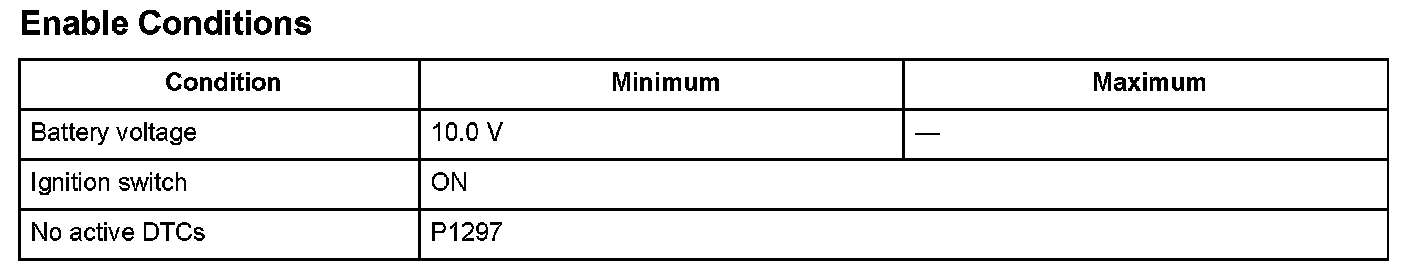 Enable Conditions
Condition Minimum Maximum
Battery voltage 10.0 V —
Ignition switch ON
No active DTCs P1297